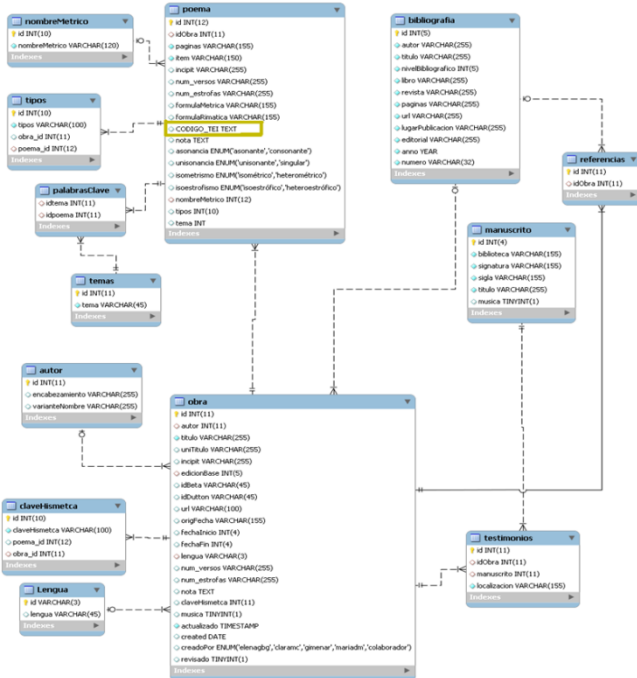 nombreMetrico
id INT(10)
nombreMetrico VARCHAR(120)
Indexes
tipos
id INT(10)
tipos VARCHAR(100)
obra_id INT(11)
poema_id INT(12)
Indexes
palabrasClave
idtema INT(11)
idpoema INT(11)
Indexes
temas
id INT(11)
tema VARCHAR(45)
Indexes
poema
id INT(12)
idObra INT(11)
paginas VARCHAR(155)
item VARCHAR(150)
incipit VARCHAR(255)
num_versos VARCHAR(255)
num_estrofas VARCHAR(255)
formulaMetrica VARCHAR(155)
formulaRimatica VARCHAR(155)
CODIGO_TEI TEXT
nota TEXT
asonancia ENUM('asonante','consonante')
unisonancia ENUM('unisonante','singular')
isometrismo ENUM('isométrico','heterométrico')
isoestrofismo ENUM('isoestrófico','heteroestrófico')
nombreMetrico INT(12)
tipos INT(10)
tema INT
Indexes
bibliografia
id INT(5)
autor VARCHAR(255)
titulo VARCHAR(255)
nivelBibliografico INT(5)
libro VARCHAR(255)
revista VARCHAR(255)
paginas VARCHAR(255)
url VARCHAR(255)
lugarPublicacion VARCHAR(255)
editorial VARCHAR(255)
anno YEAR
numero VARCHAR(32)
Indexes
referencias
id INT(11)
idObra INT(11)
Indexes
manuscrito
id INT(4)
biblioteca VARCHAR(155)
signatura VARCHAR(155)
sigla VARCHAR(155)
titulo VARCHAR(255)
musica TINYINT(1)
Indexes
autor
id INT(11)
encabezamiento VARCHAR(255)
varianteNombre VARCHAR(255)
Indexes
claveHismetca
id INT(10)
claveHismetca VARCHAR(100)
poema_id INT(12)
obra_id INT(11)
Indexes
Lengua
id VARCHAR(3)
lengua VARCHAR(45)
Indexes
obra
id INT(11)
autor INT(11)
titulo VARCHAR(255)
uniTitulo VARCHAR(255)
incipit VARCHAR(255)
edicionBase INT(5)
idBeta VARCHAR(45)
idDutton VARCHAR(45)
url VARCHAR(100)
origFecha VARCHAR(155)
fechaInicio INT(4)
fechaFin INT(4)
lengua VARCHAR(3)
num_versos VARCHAR(255)
num_estrofas VARCHAR(255)
nota TEXT
claveHismetca INT(11)
musica TINYINT(1)
actualizado TIMESTAMP
created DATE
creadoPor ENUM('elenagbg','claramc','gimenar','mariadm','colaborador')
revisado TINYINT(1)
Indexes
testimonios
id INT(11)
idObra INT(11)
manuscrito INT(11)
localizacion VARCHAR(155)
Indexes